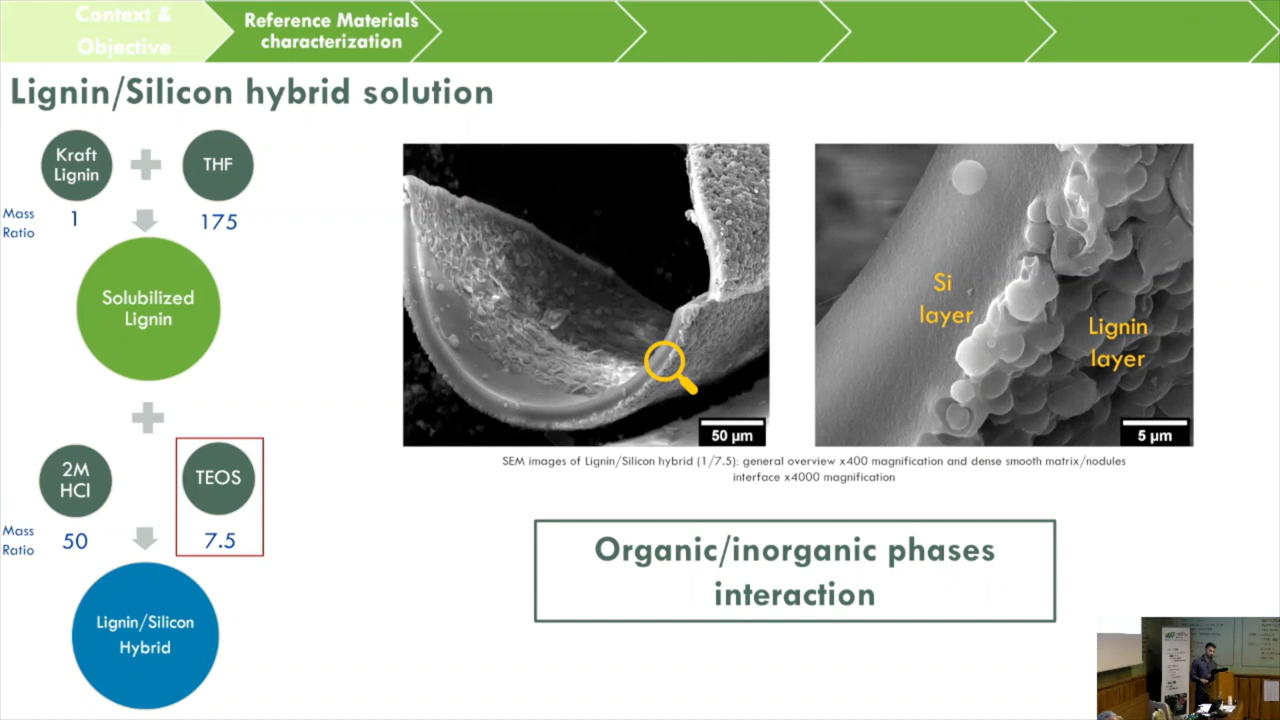 Context &
Objective
Reference Materials
characterization
Lignin/Silicon hybrid solution
Kraft
Lignin
THF
Mass
Ratio
1
175
Solubilized
Lignin
2M
HCl
TEOS
Mass
Ratio
50
7.5
Lignin/Silicon
Hybrid
50 µm
Si
layer
Lignin
layer
5 µm
SEM images of Lignin/Silicon hybrid (1/7.5): general overview x400 magnification and dense smooth matrix/nodules
interface x4000 magnification
Organic/inorganic phases
interaction